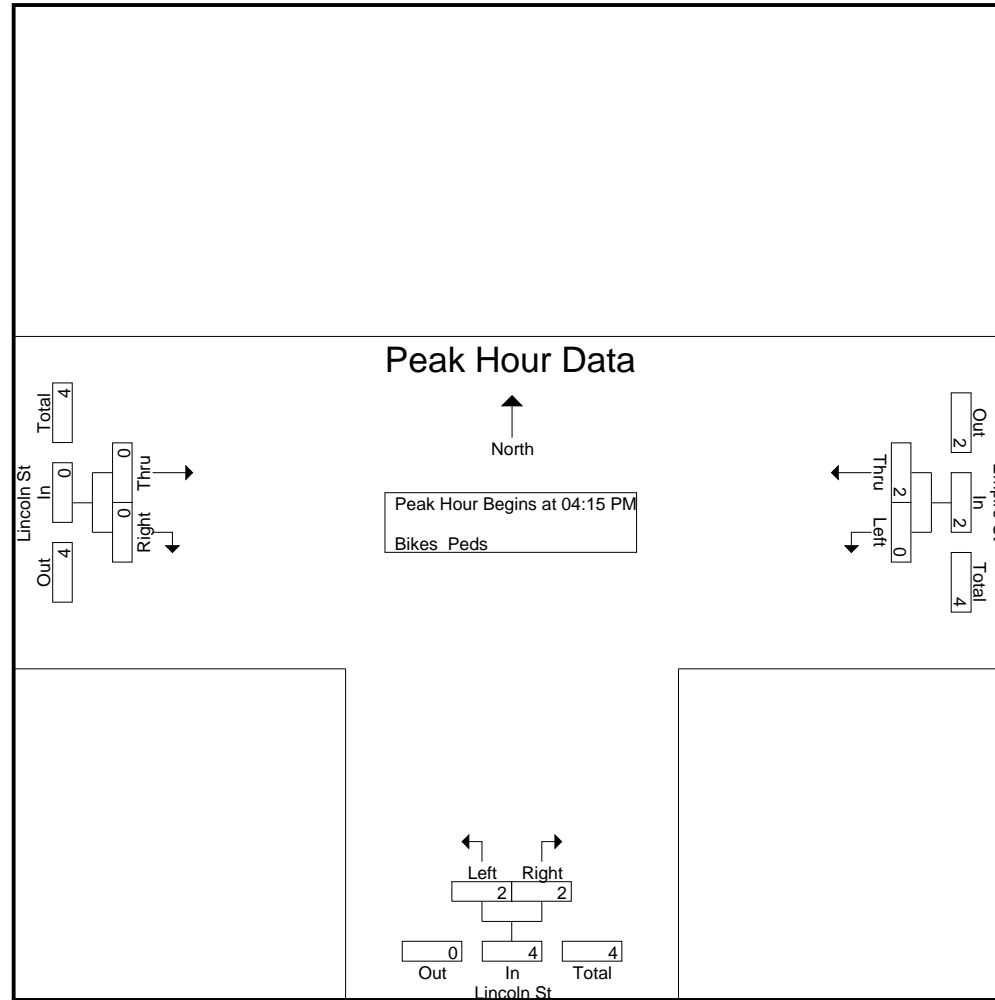 Peak Hour Data
North
Peak Hour Begins at 04:15 PM
Bikes Peds
Lincoln St
Total
4
In
0
Out
4
Thru
0
Right
0
Out
2
In
2
Total
4
Thru
2
Left
0
Left
Right
2
2
0
4
4
Out
In
Total
Lincoln St